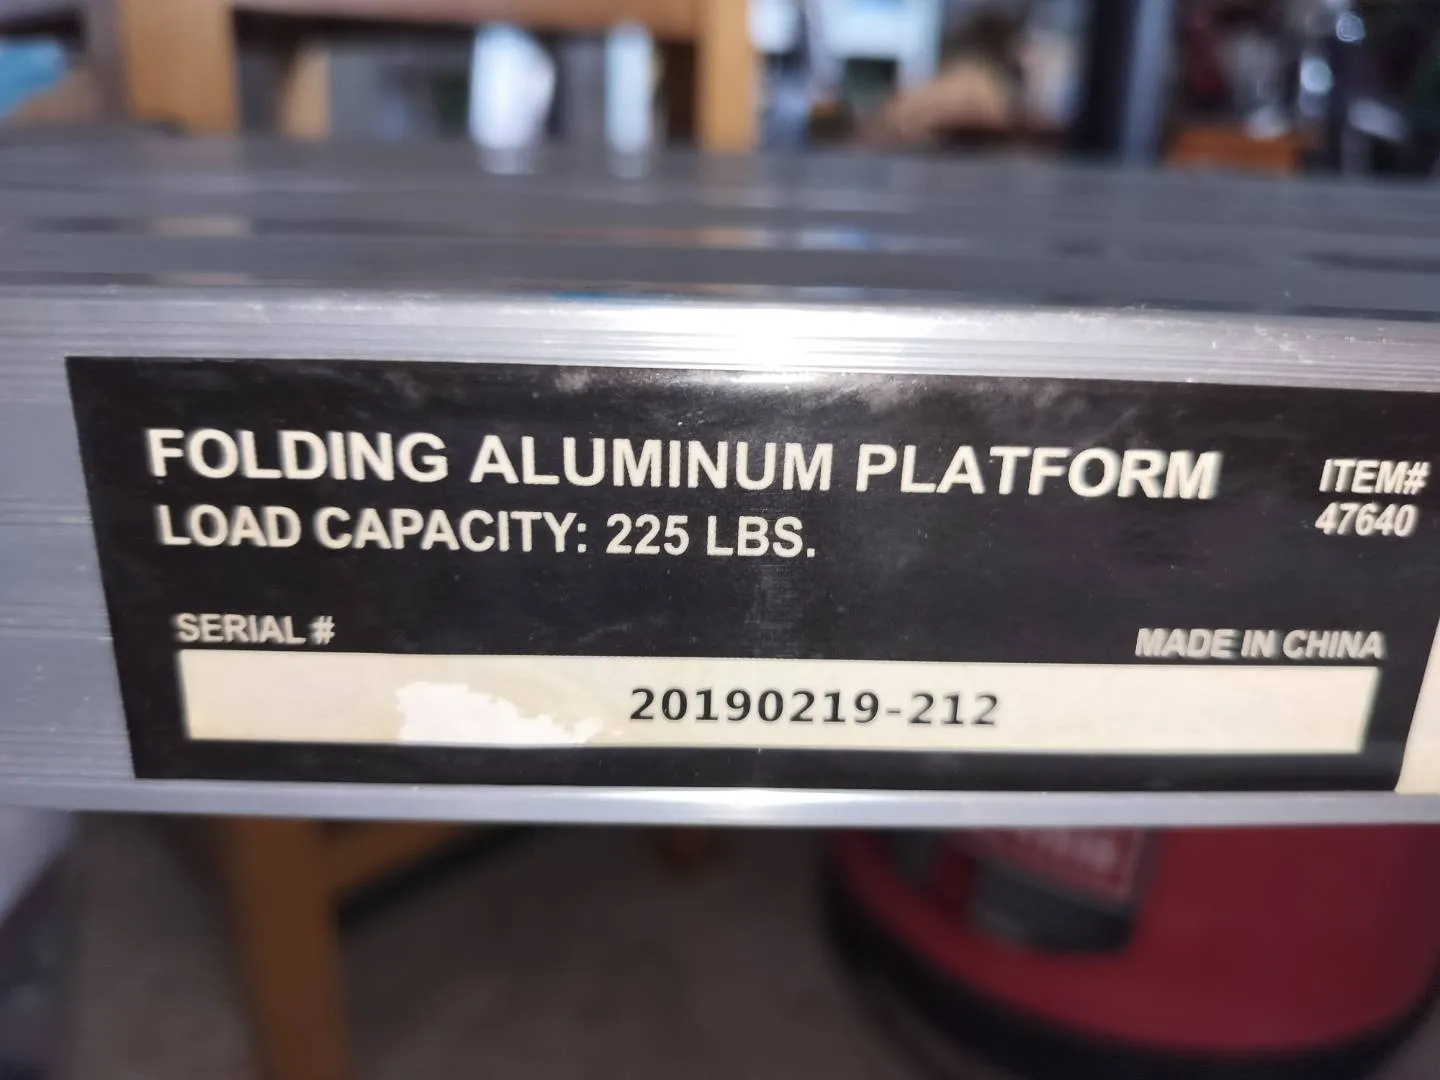 FOLDING ALUMINUM PLATFORM
LOAD CAPACITY: 225 LBS.
ITEM#
47640
SERIAL #
MADE IN CHINA
20190219-212